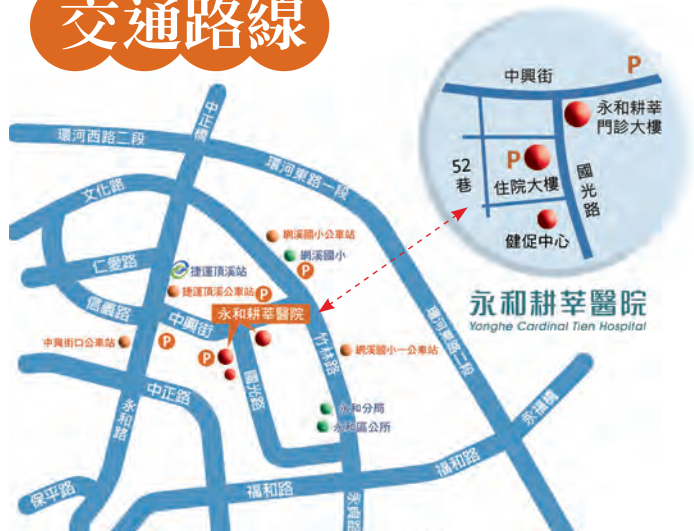 交通路線
中正橋
環河西路二段
環河東路一段
文化路
仁愛路
信義路
中興街
捷運頂溪站
捷運頂溪公車站
P
網溪國小公車站
網溪國小
P
永和耕莘醫院
中興街口公車站
P
P
國光路
竹林路
網溪國小一公車站
環河東路二段
中正路
永和路
永和分局
永和區公所
永福橋
福和路
福和路
保平路
永貞路
中興街
P
永和耕莘
門診大樓
52
巷
P
住院大樓
國光路
健促中心
永和耕莘醫院
Yonghe Cardinal Tien Hospital